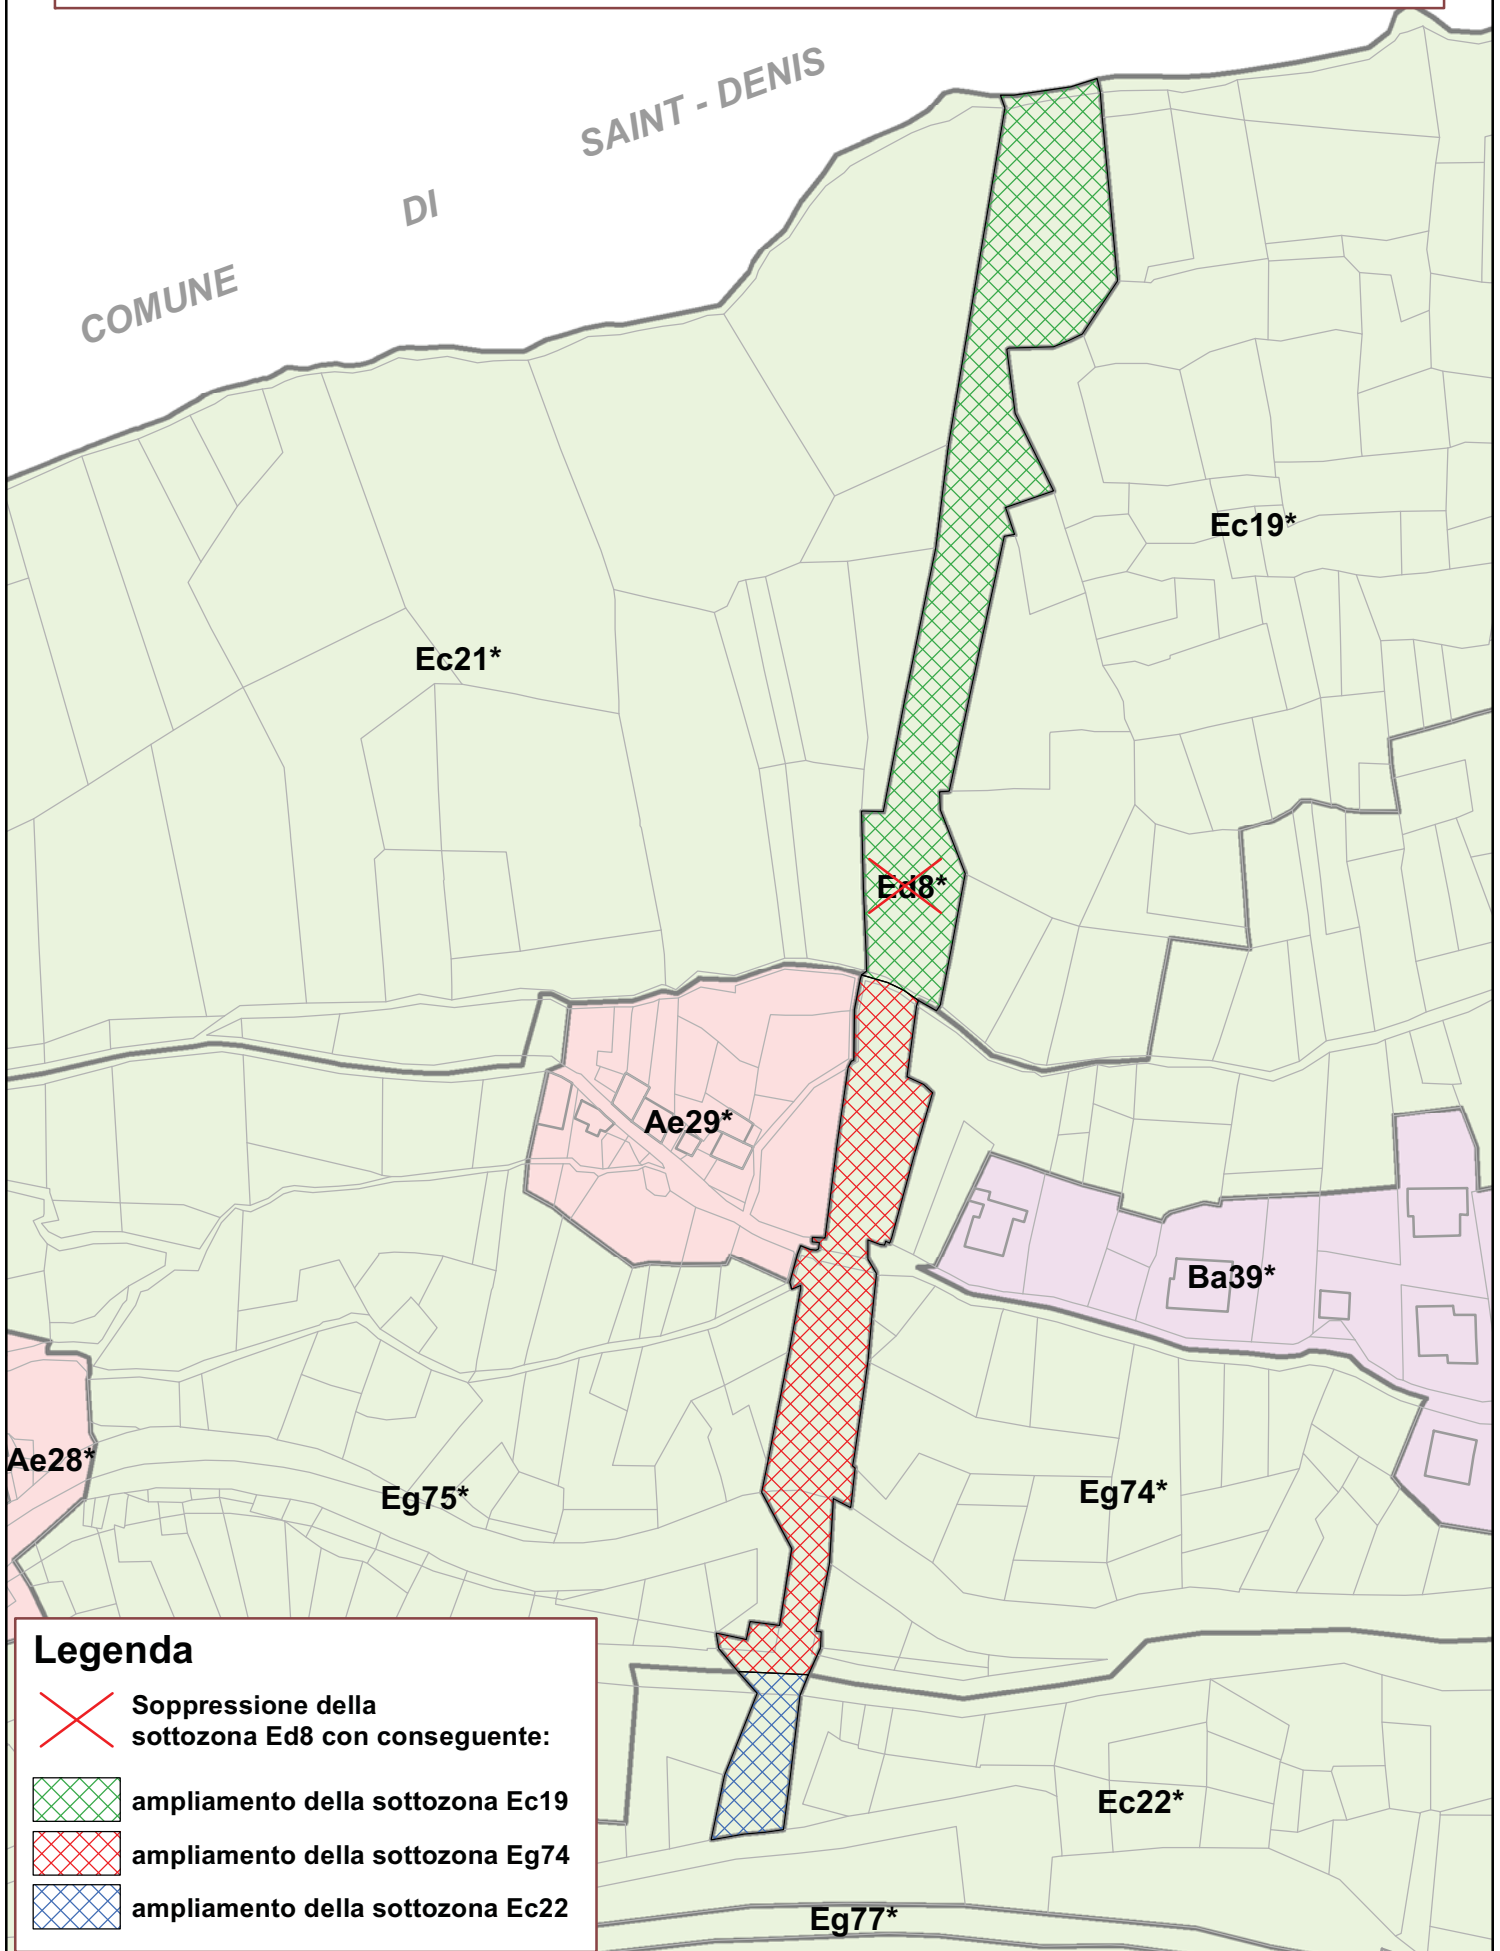 COMUNE DI SAINT - DENIS
Ec19*
Ec21*
Ed8*
Ae29*
Ba39*
Ae28*
Eg75*
Eg74*
Ec22*
Eg77*
Legenda
Soppressione della
sottozona Ed8 con conseguente:
ampliamento della sottozona Ec19
ampliamento della sottozona Eg74
ampliamento della sottozona Ec22